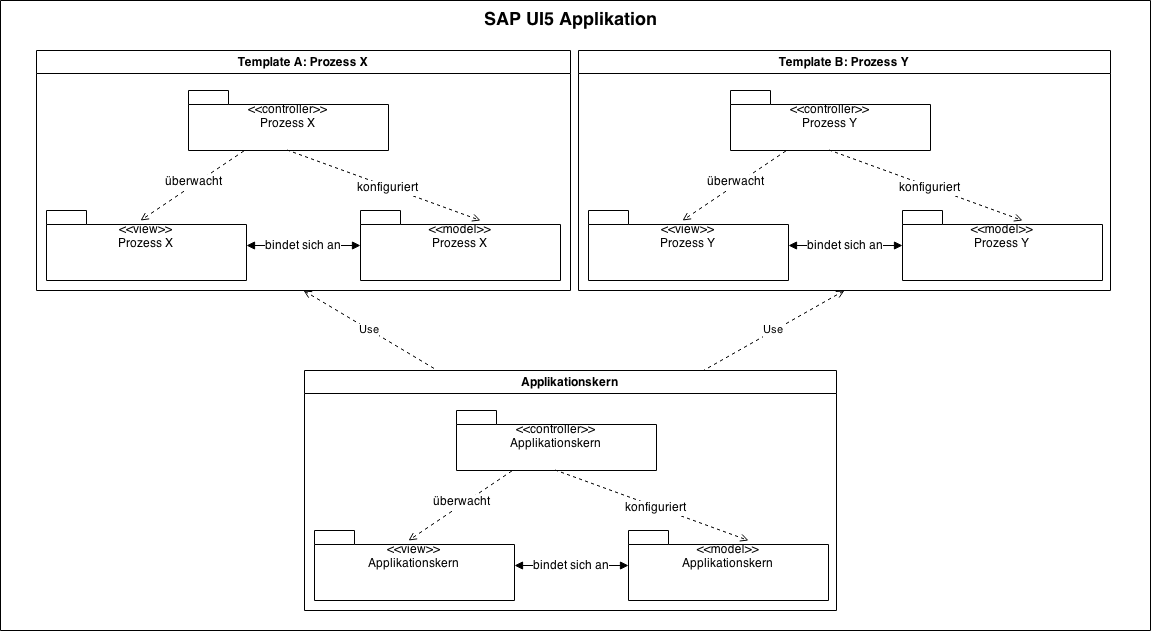 SAP UI5 Applikation
Template A: Prozess X
<<controller>>
Prozess X
überwacht
konfiguriert
<<view>>
Prozess X
bindet sich an
<<model>>
Prozess X
Template B: Prozess Y
<<controller>>
Prozess Y
überwacht
konfiguriert
<<view>>
Prozess Y
bindet sich an
<<model>>
Prozess Y
Use
Use
Applikationskern
<<controller>>
Applikationskern
überwacht
konfiguriert
<<view>>
Applikationskern
bindet sich an
<<model>>
Applikationskern